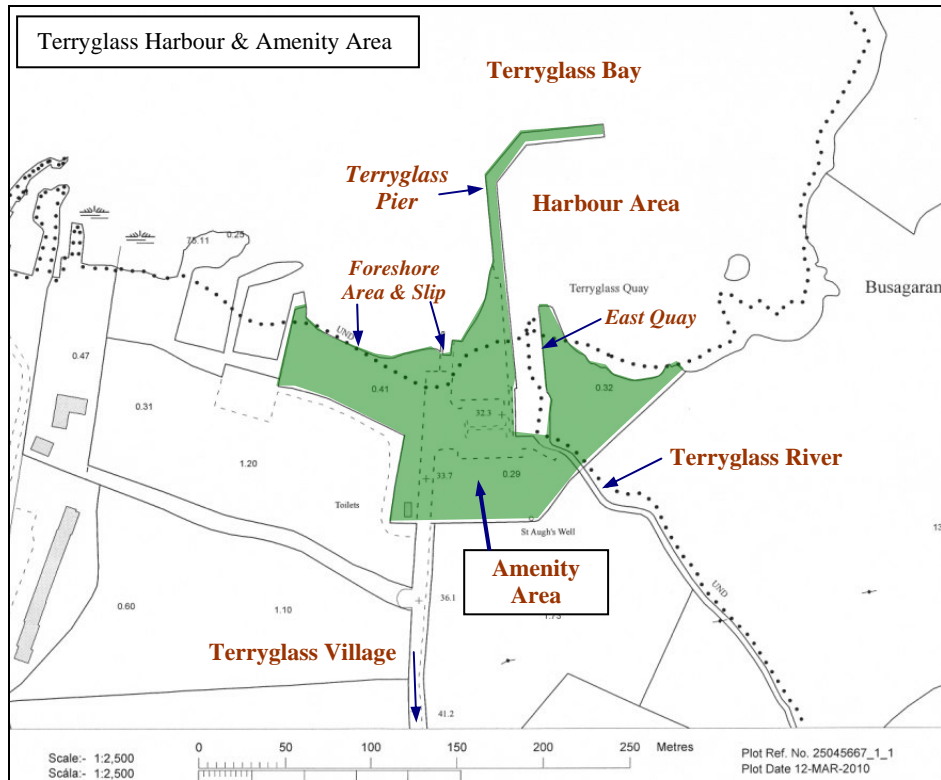 Terryglass Harbour & Amenity Area
Terryglass Bay
Terryglass
Pier
Harbour Area
75.11
0.25
Foreshore
Area & Slip
Terryglass Quay
Busagaran
East Quay
UND
0.47
0.41
0.32
0.31
32.3
1.20
33.7
0.29
Terryglass River
Toilets
St Augh's Well
13
Amenity
Area
UND
0.60
1.10
36.1
1.73
Terryglass Village
41.2
Scale:- 1:2,500
Scála:- 1:2,500
0 50 100 150 200 250 Metres
Plot Ref. No. 25045667_1_1
Plot Date 12-MAR-2010